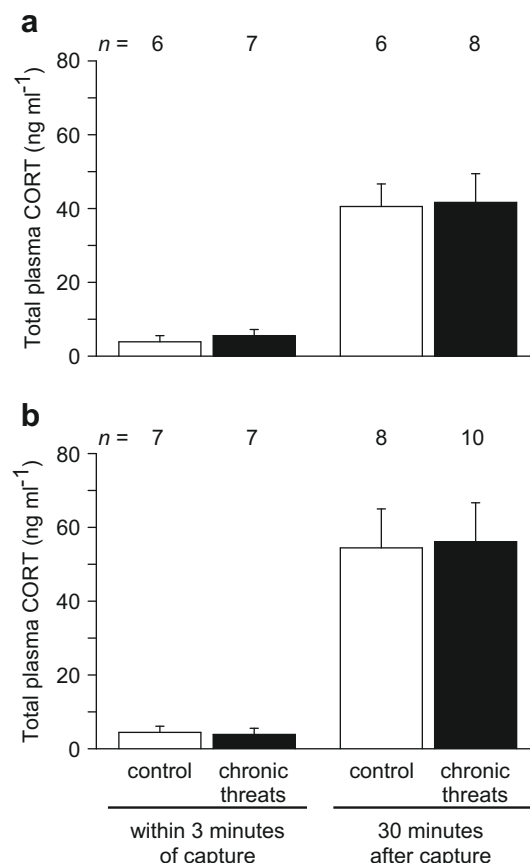 a
n = 6 7 6 8
80
60
40
20
0
Total plasma CORT (ng ml-1)
b
n = 7 7 8 10
80
60
40
20
0
Total plasma CORT (ng ml-1)
control chronic threats control chronic threats
within 3 minutes of capture
30 minutes after capture